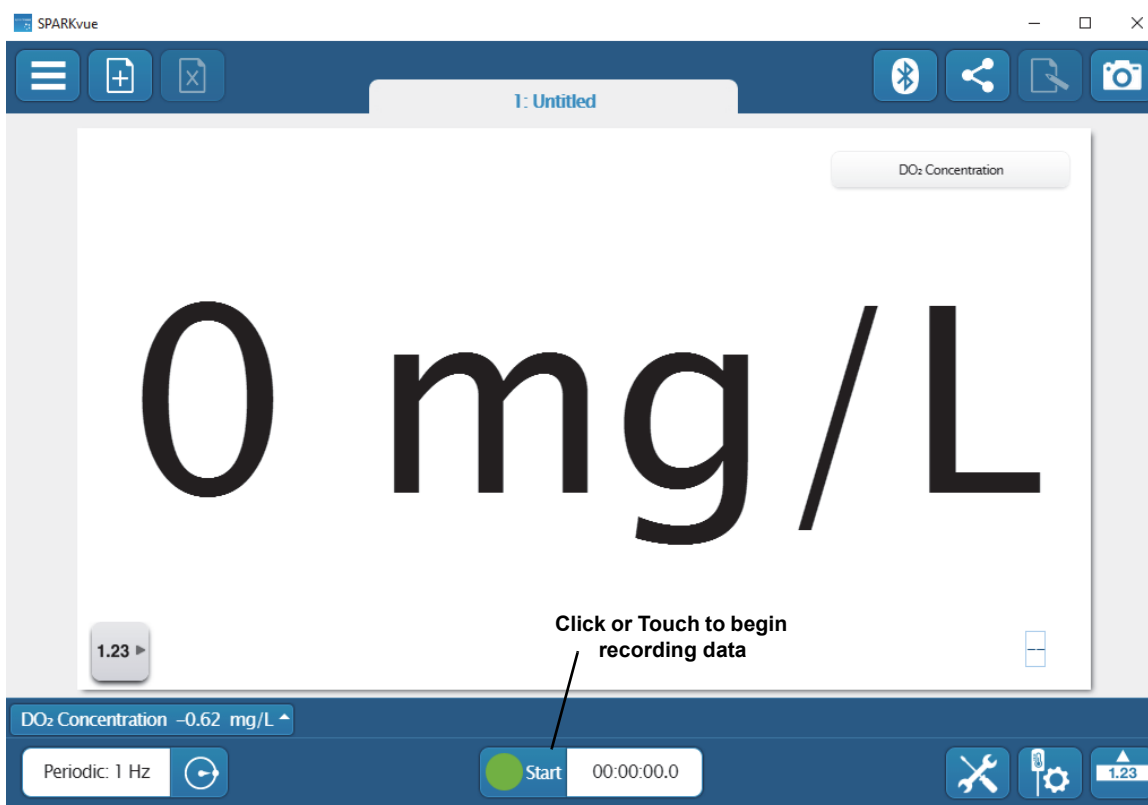 SPARKvue
1: Untitled
DO₂ Concentration
0 mg/L
Click or Touch to begin
recording data
1.23
--
DO₂ Concentration −0.62 mg/L
Periodic: 1 Hz
Start
00:00:00.0
1.23